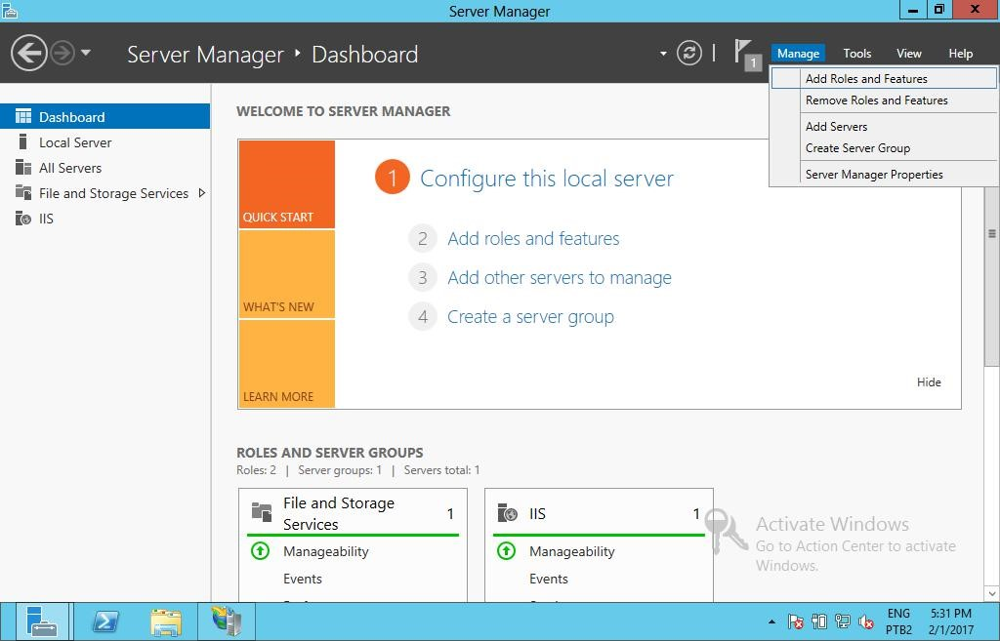 Server Manager
Server Manager ‣ Dashboard
1
Manage
Tools
View
Help
Add Roles and Features
Remove Roles and Features
Add Servers
Create Server Group
Server Manager Properties
Dashboard
Local Server
All Servers
File and Storage Services
IIS
WELCOME TO SERVER MANAGER
QUICK START
WHAT'S NEW
LEARN MORE
1 Configure this local server
2 Add roles and features
3 Add other servers to manage
4 Create a server group
Hide
ROLES AND SERVER GROUPS
Roles: 2 | Server groups: 1 | Servers total: 1
File and Storage
Services
1
Manageability
Events
IIS
1
Manageability
Events
Activate Windows
Go to Action Center to activate
Windows.
ENG
PTB2
5:31 PM
2/1/2017